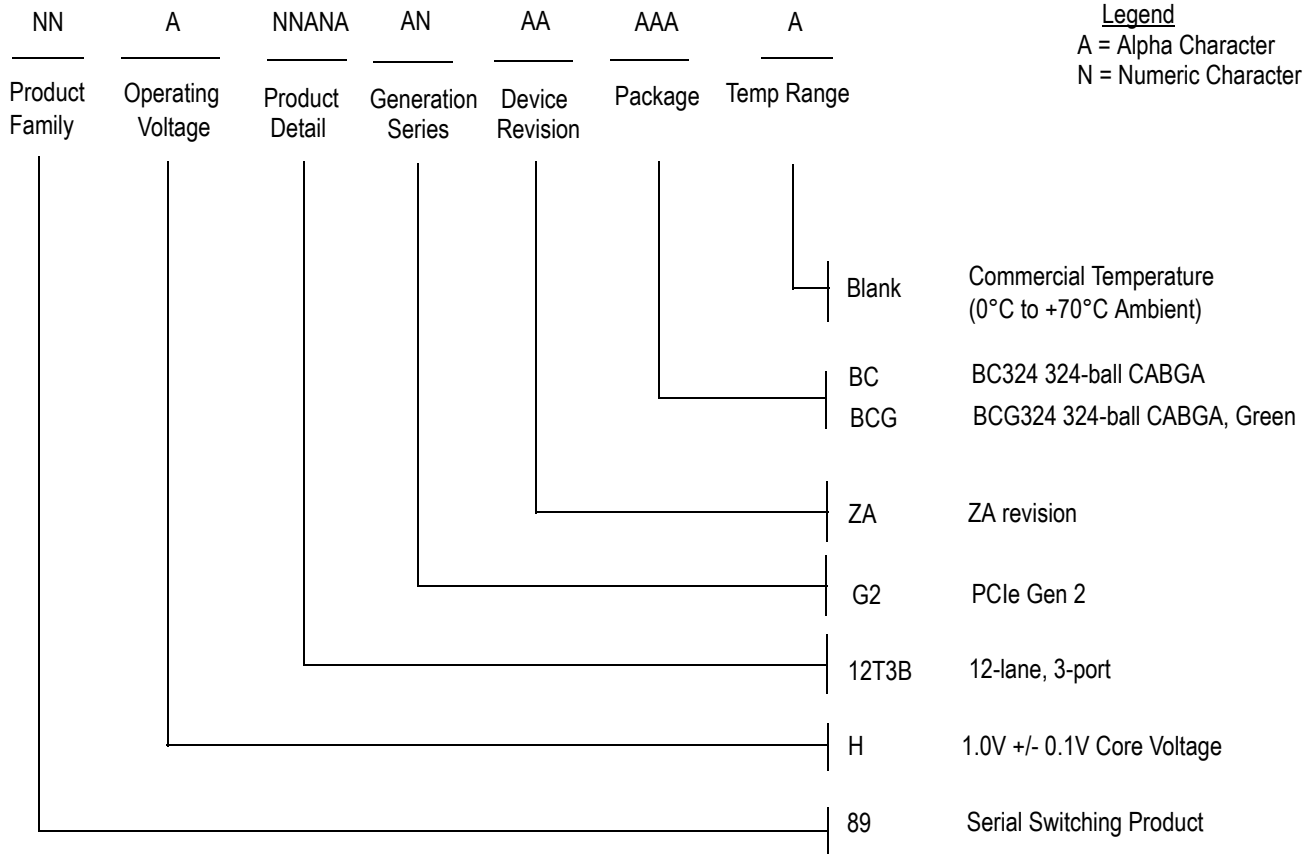 NN A NNANA AN AA AAA A
Legend
A = Alpha Character
N = Numeric Character
Product Family
Operating Voltage
Product Detail
Generation Series
Device Revision
Package
Temp Range
Blank Commercial Temperature
(0°C to +70°C Ambient)
BC BC324 324-ball CABGA
BCG BCG324 324-ball CABGA, Green
ZA ZA revision
G2 PCIe Gen 2
12T3B 12-lane, 3-port
H 1.0V +/- 0.1V Core Voltage
89 Serial Switching Product